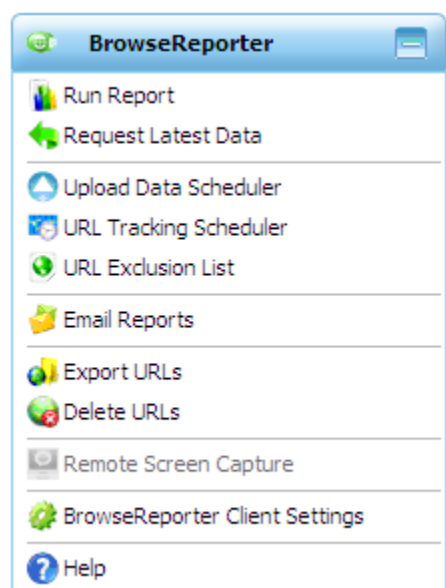 BrowseReporter
Run Report
Request Latest Data
Upload Data Scheduler
URL Tracking Scheduler
URL Exclusion List
Email Reports
Export URLs
Delete URLs
Remote Screen Capture
BrowseReporter Client Settings
Help